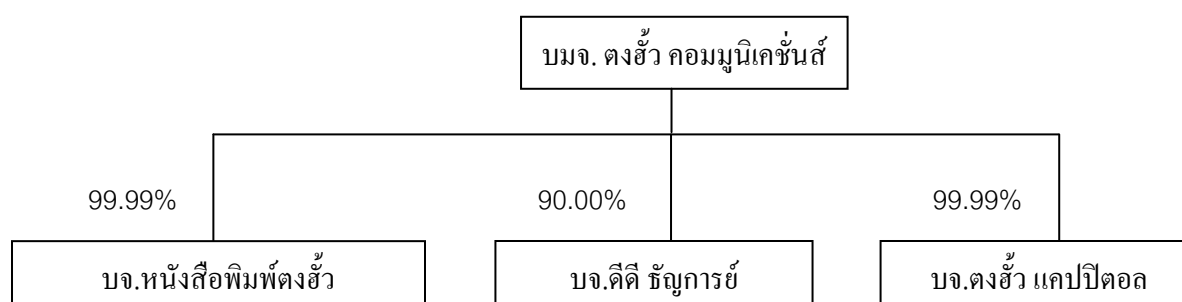 บมจ. ตงฮั้ว คอมมูนิเคชั่นส์
99.99%
90.00%
99.99%
บจ.หนังสือพิมพ์ตงฮั้ว
บจ.ดีดี ธัญการย์
บจ.ตงฮั้ว แคปปิตอล